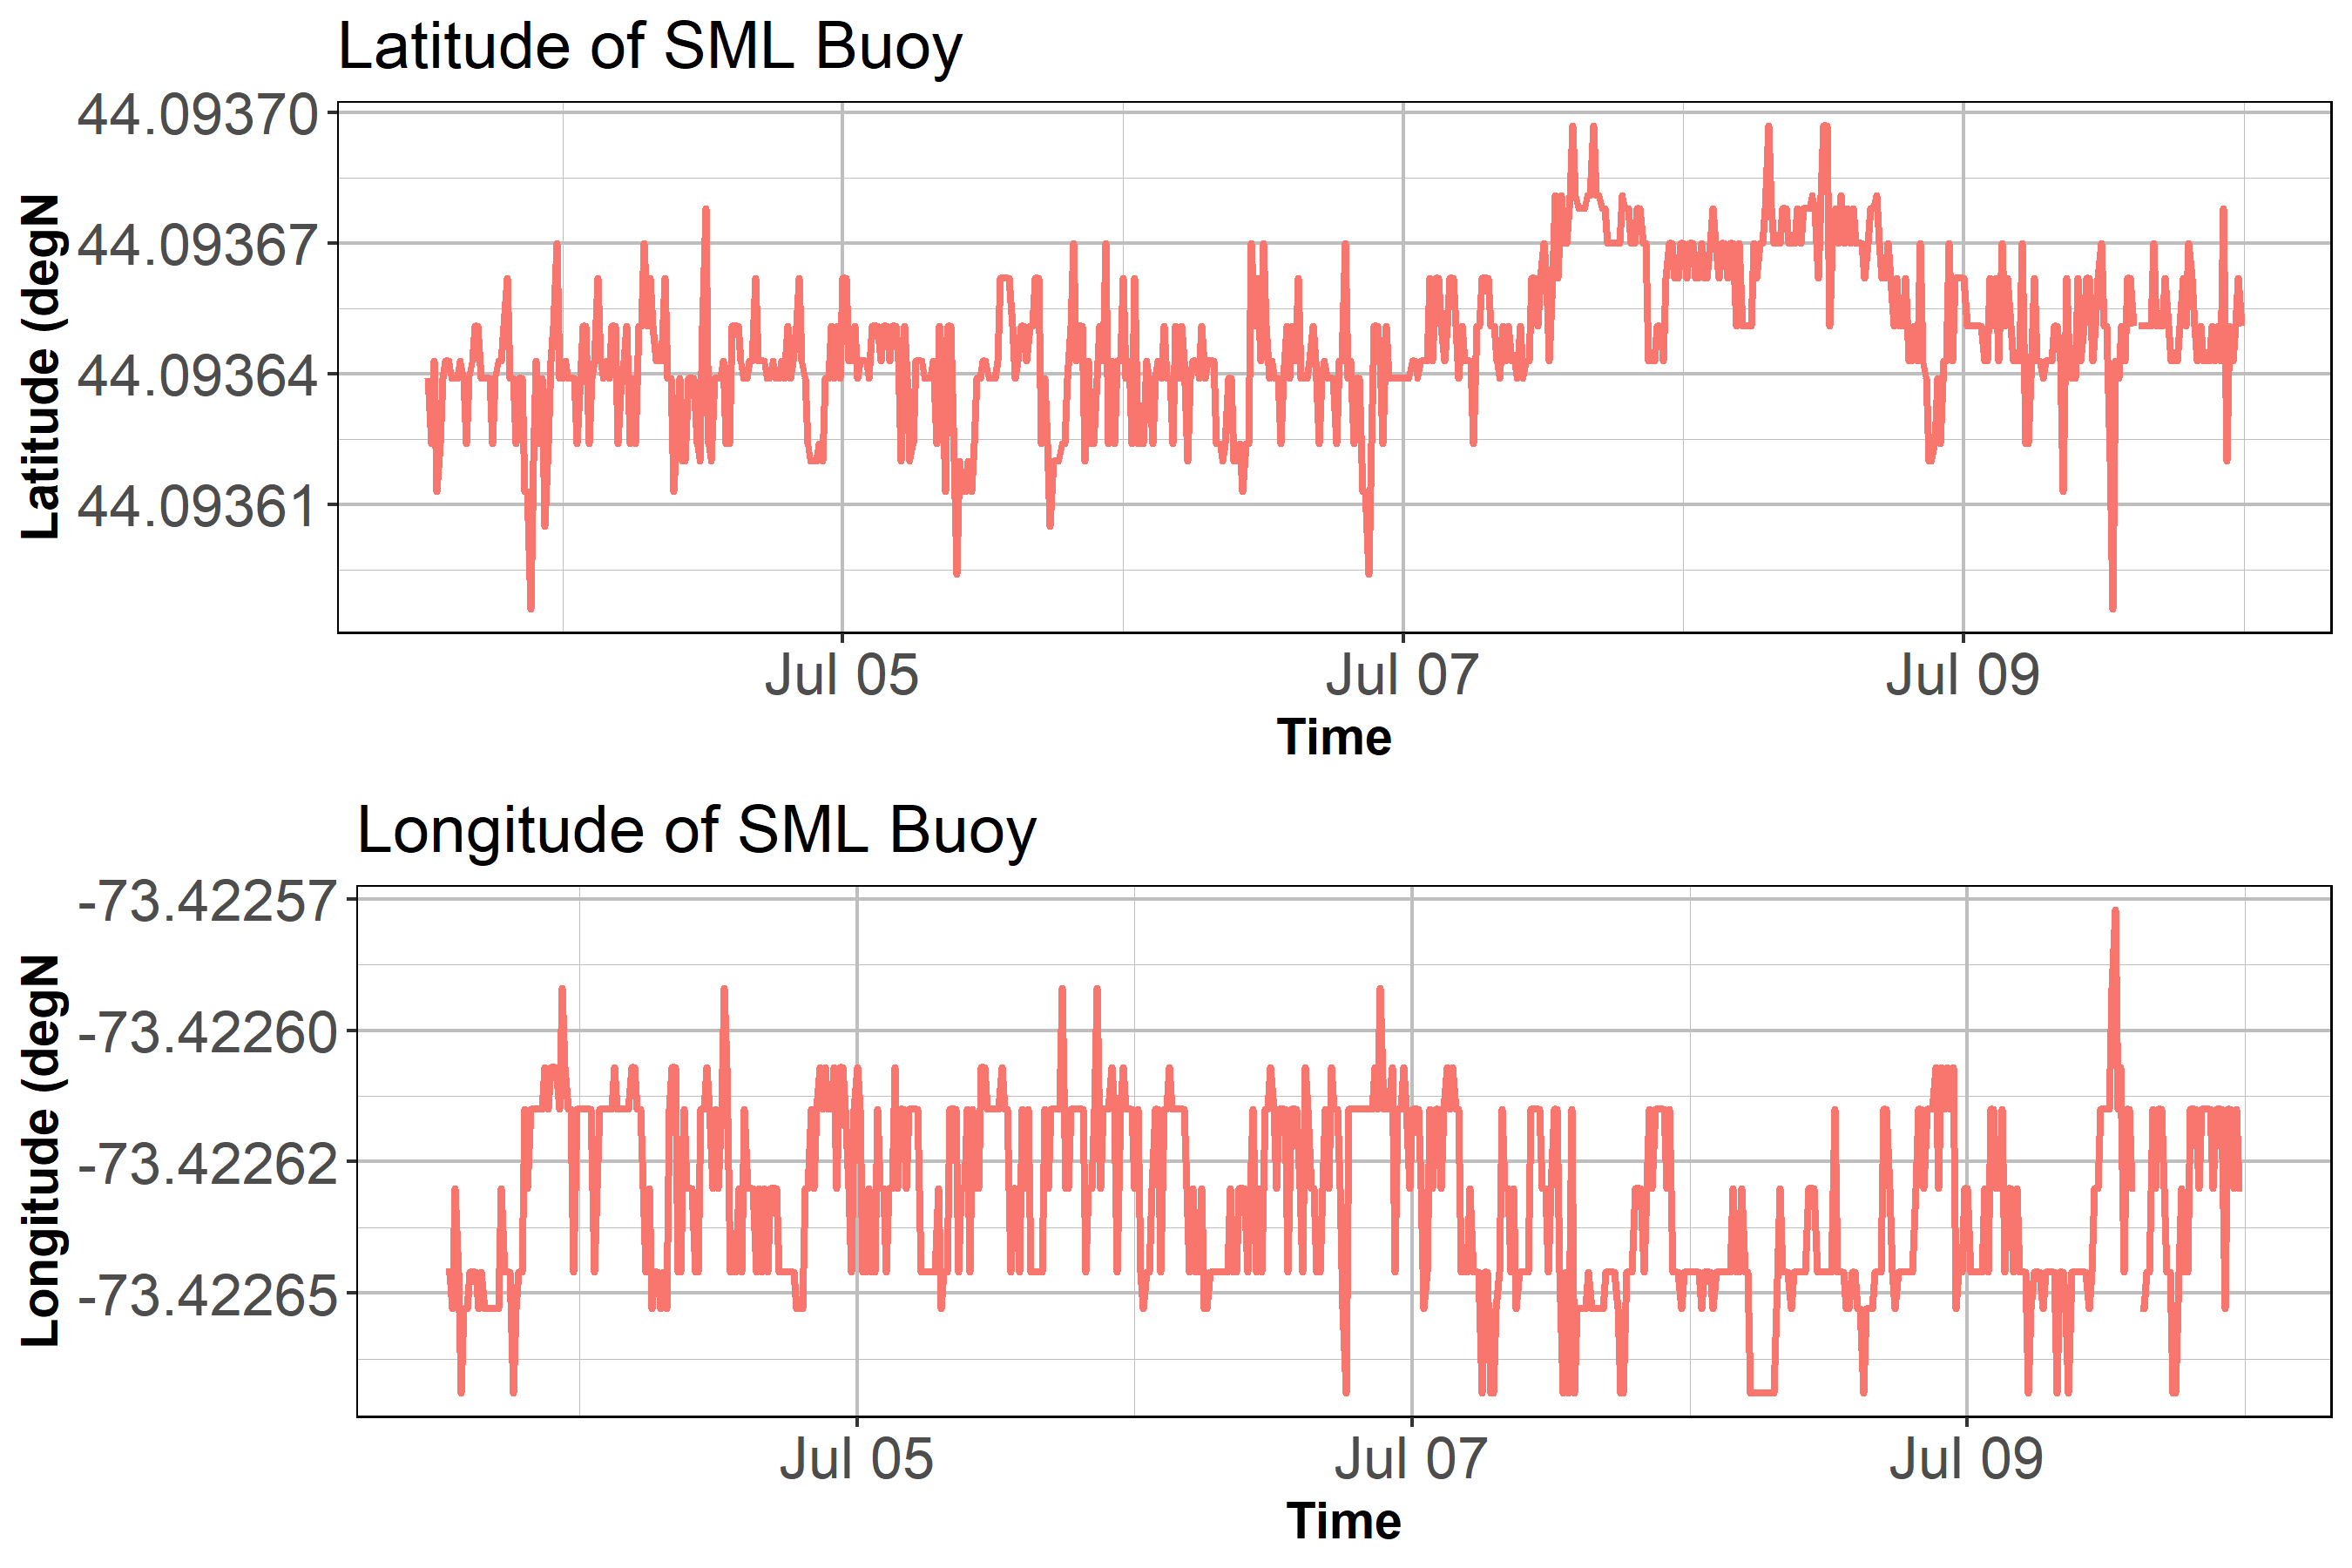 Latitude of SML Buoy
44.09370
44.09367
44.09364
44.09361
Latitude (degN
Jul 05 Jul 07 Jul 09
Time
Longitude of SML Buoy
-73.42257
-73.42260
-73.42262
-73.42265
Longitude (degN
Jul 05 Jul 07 Jul 09
Time